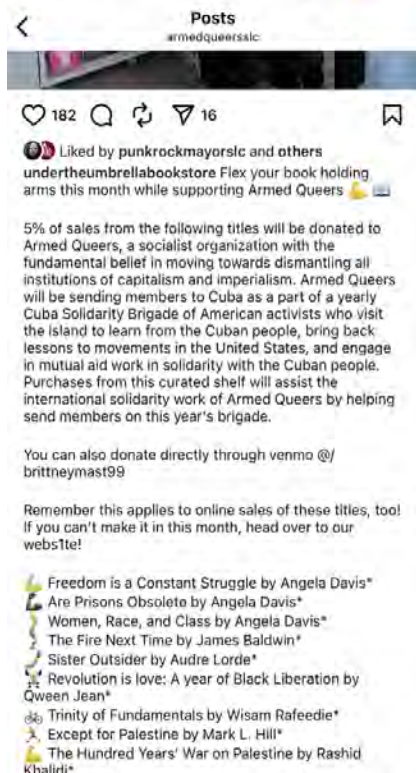 Posts
armedqueersslc
182 16
Liked by punkrockmayorslc and others
undertheumbrellabookstore Flex your book holding
arms this month while supporting Armed Queers 💪 📖
5% of sales from the following titles will be donated to
Armed Queers, a socialist organization with the
fundamental belief in moving towards dismantling all
institutions of capitalism and imperialism. Armed Queers
will be sending members to Cuba as a part of a yearly
Cuba Solidarity Brigade of American activists who visit
the island to learn from the Cuban people, bring back
lessons to movements in the United States, and engage
in mutual aid work in solidarity with the Cuban people.
Purchases from this curated shelf will assist the
international solidarity work of Armed Queers by helping
send members on this year's brigade.
You can also donate directly through venmo @/
brittneymast99
Remember this applies to online sales of these titles, too!
If you can't make it in this month, head over to our
webs1te!
Freedom is a Constant Struggle by Angela Davis*
Are Prisons Obsolete by Angela Davis*
Women, Race, and Class by Angela Davis*
The Fire Next Time by James Baldwin*
Sister Outsider by Audre Lorde*
Revolution is love: A year of Black Liberation by
Qween Jean*
Trinity of Fundamentals by Wisam Rafeedie*
Except for Palestine by Mark L. Hill*
The Hundred Years' War on Palestine by Rashid
Khalidi*